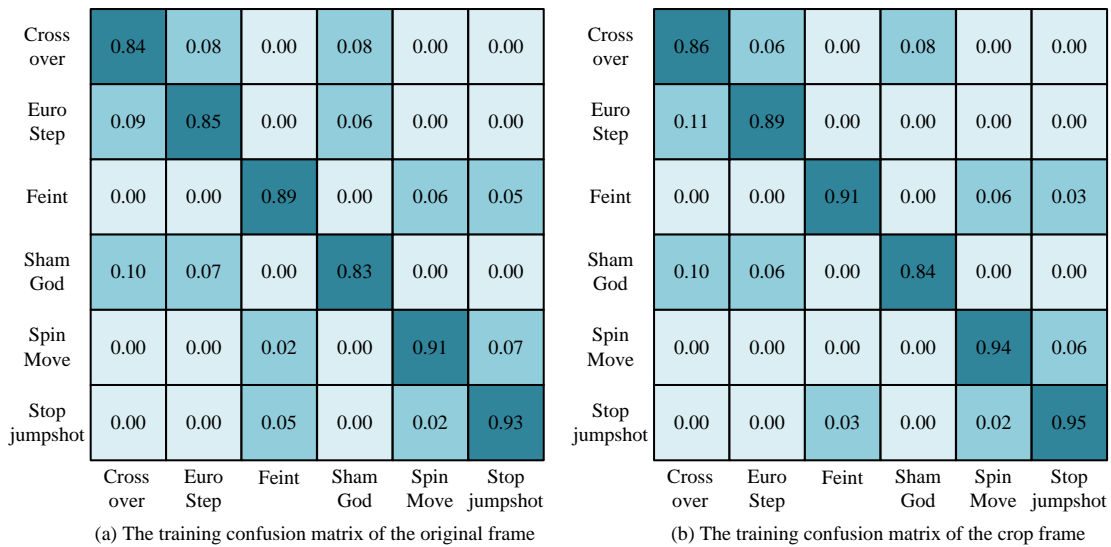 Cross
over
0.84 0.08 0.00 0.08 0.00 0.00
Euro
Step
0.09 0.85 0.00 0.06 0.00 0.00
Feint
0.00 0.00 0.89 0.00 0.06 0.05
Sham
God
0.10 0.07 0.00 0.83 0.00 0.00
Spin
Move
0.00 0.00 0.02 0.00 0.91 0.07
Stop
jumpshot
0.00 0.00 0.05 0.00 0.02 0.93
Cross Euro Feint Sham Spin Stop
over Step God Move jumpshot
(a) The training confusion matrix of the original frame
Cross
over
0.86 0.06 0.00 0.08 0.00 0.00
Euro
Step
0.11 0.89 0.00 0.00 0.00 0.00
Feint
0.00 0.00 0.91 0.00 0.06 0.03
Sham
God
0.10 0.06 0.00 0.84 0.00 0.00
Spin
Move
0.00 0.00 0.00 0.00 0.94 0.06
Stop
jumpshot
0.00 0.00 0.03 0.00 0.02 0.95
Cross Euro Feint Sham Spin Stop
over Step God Move jumpshot
(b) The training confusion matrix of the crop frame